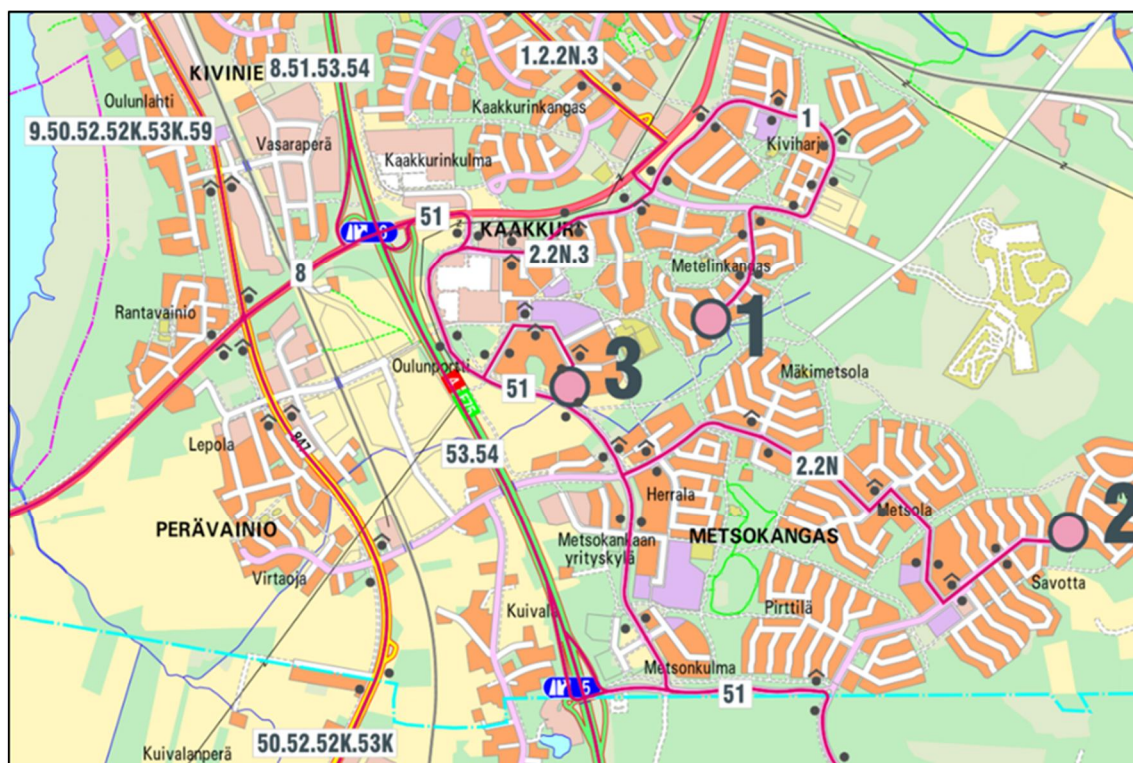 KIVINIE
8.51.53.54
1.2.2N.3
Oulunlahti
Kaakkurinkangas
1
9.50.52.52K.53K.59
Vasaraperä
Kiviharj
Kaakkurinkulma
51
KAAKKURI
2.2N.3
8
Metelinkangas
Rantavainio
1
Oulunportti
3
4
51
Mäkimetsola
Lepola
847
53.54
2.2N
Herrala
Metsola
2
PERÄVAINIO
Metsokankaan
yrityskylä
METSOKANGAS
Virtaoja
Savotta
Kuivala
Pirttilä
Metsonkulma
5
51
50.52.52K.53K
Kuivalanperä